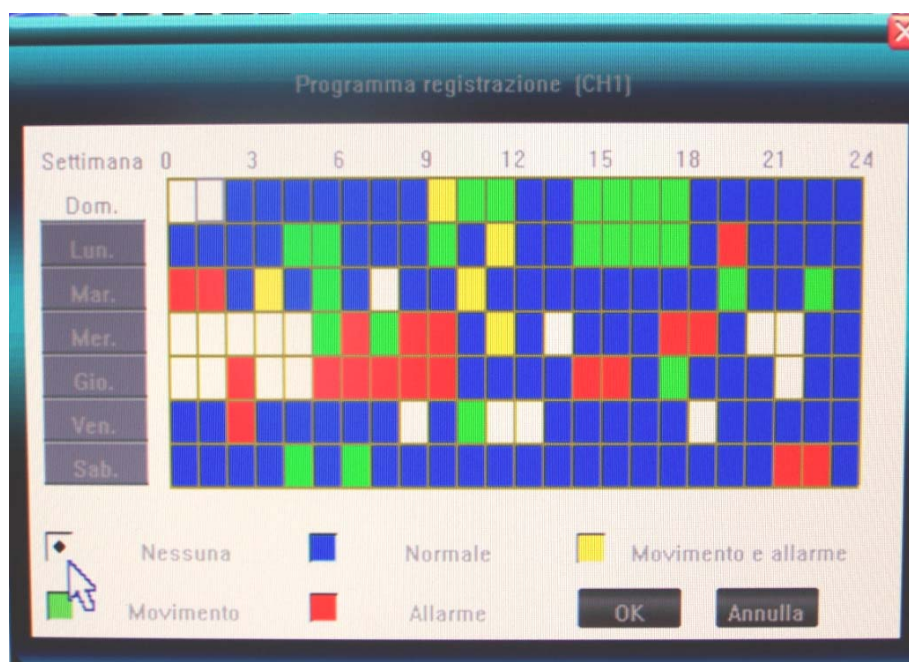 Programma registrazione (CH1)
Settimana 0 3 6 9 12 15 18 21 24
Dom.
Lun.
Mar.
Mer.
Gio.
Ven.
Sab.
Nessuna Normale Movimento e allarme
Movimento Allarme OK Annulla